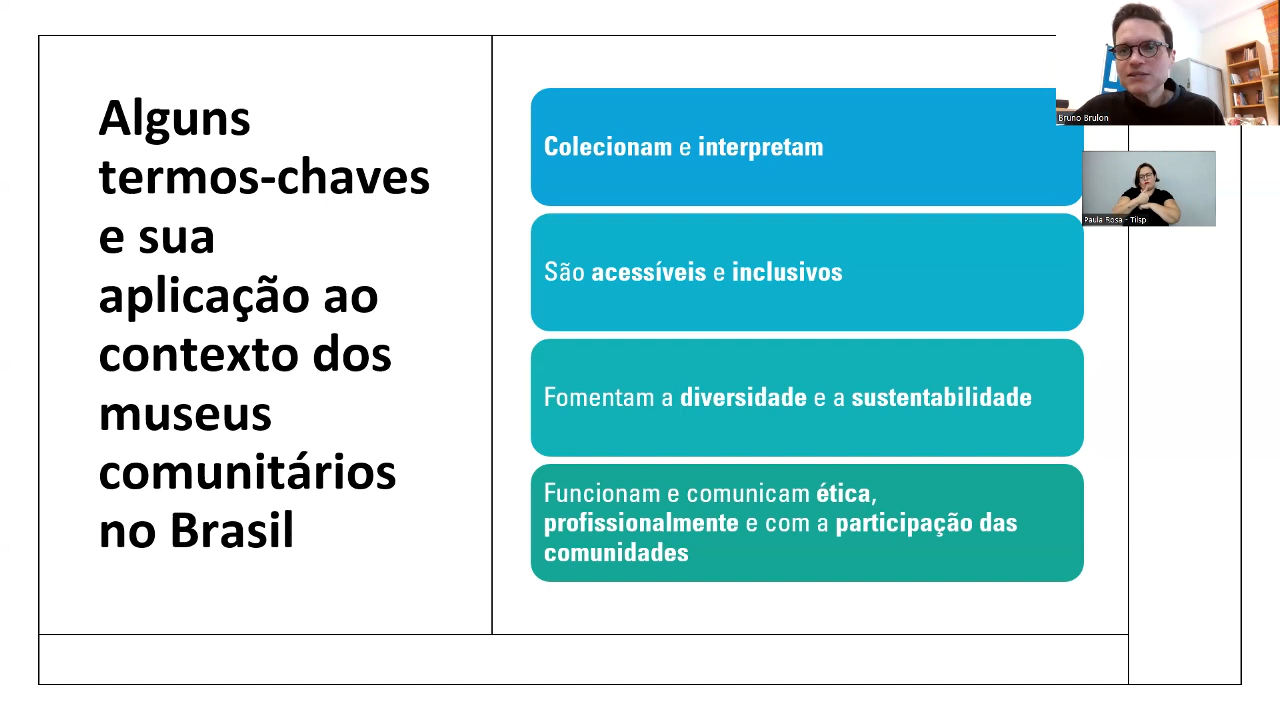 Alguns
termos-chaves
e sua
aplicação ao
contexto dos
museus
comunitários
no Brasil
Colecionam e interpretam
São acessíveis e inclusivos
Fomentam a diversidade e a sustentabilidade
Funcionam e comunicam ética,
profissionalmente e com a participação das
comunidades
Bruno Brulon
Paula Rosa - Tilsp